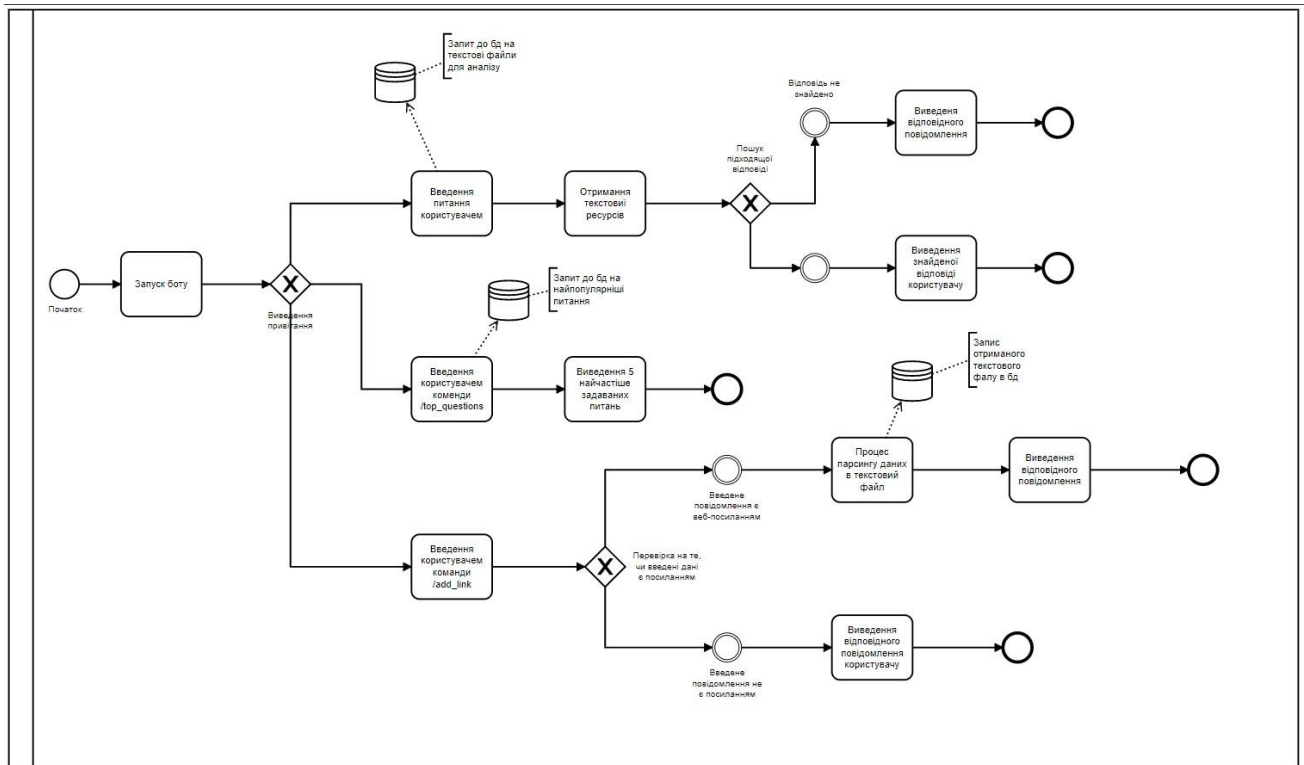 Запит до бд на
текстові файли
для аналізу
Відповідь не
знайдено
Виведеня
відповідного
повідомлення
Пошук
підходящої
відповіді
Введення
питання
користувачем
Отримання
текстовиї
ресурсів
Виведення
знайденої
відповіді
користувачу
Запуск боту
Початок
Виведення
привітання
Запит до бд на
найпопулярніші
питання
Введення
користувачем
коменди
/top_questions
Виведення 5
найчастіше
задаваних
питань
Запис
отриманого
текстового
фалу в бд
Введене
повідомлення є
веб-посиланням
Процес
парсингу даних
в текстовий
файл
Виведення
відповідного
повідомлення
Введення
користувачем
команди
/add_link
Перевірка на те,
чи введені дані
є посиланням
Введене
повідомлення не
є посиланням
Виведення
відповідного
повідомлення
користувачу